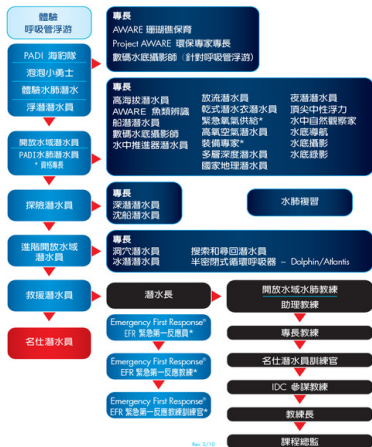 體驗
呼吸管浮游
PADI 海豹隊
泡泡小勇士
體驗水肺潛水
浮潛潛水員
專長
AWARE 珊瑚礁保育
Project AWARE 環保專家專長
數碼水底攝影師（針對呼吸管浮游）
開放水域潛水員
PADI水肺潛水員
* 資格專長
專長
高海拔潛水員
AWARE 魚類辨識
船潛潛水員
數碼水底攝影師
水中推進器潛水員
放流潛水員
乾式潛水衣潛水員
緊急氧氣供給*
高氧空氣潛水員
裝備專家*
多層深度潛水員
國家地理潛水員
夜潛潛水員
頂尖中性浮力
水中自然觀察家
水底導航
水底攝影
水底錄影
探險潛水員
專長
深潛潛水員
沈船潛水員
水肺複習
進階開放水域
潛水員
專長
洞穴潛水員
冰潛潛水員
搜索和尋回潛水員
半密閉式循環呼吸器 – Dolphin/Atlantis
救援潛水員
名仕潛水員
潛水長
Emergency First Response®
EFR 緊急第一反應員*
Emergency First Response®
EFR 緊急第一反應教練*
Emergency First Response®
EFR 緊急第一反應教練訓練官*
開放水域水肺教練
助理教練
專長教練
名仕潛水員訓練官
IDC 參謀教練
教練長
課程總監